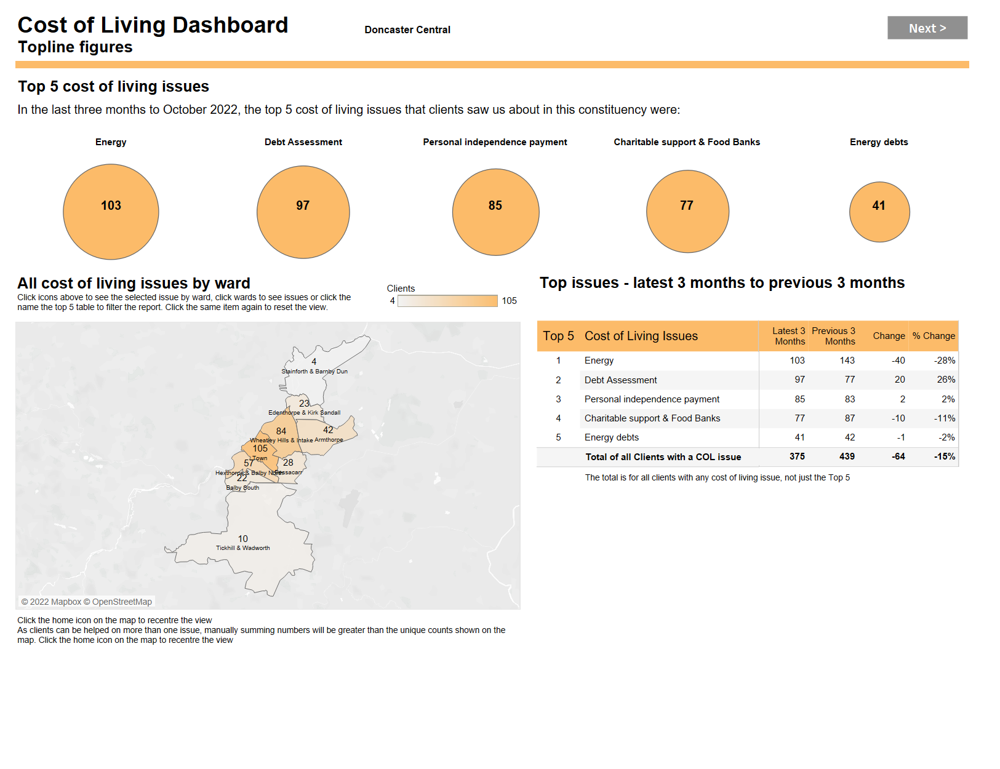 Cost of Living Dashboard
Doncaster Central
Next >
Topline figures
Top 5 cost of living issues
In the last three months to October 2022, the top 5 cost of living issues that clients saw us about in this constituency were:
Energy
Debt Assessment
Personal independence payment
Charitable support & Food Banks
Energy debts
103
97
85
77
41
All cost of living issues by ward
Click icons above to see the selected issue by ward, click wards to see issues or click the
name the top 5 table to filter the report. Click the same item again to reset the view.
Clients
4
105
4
Stainforth & Barnby Dun
23
Edenthorpe & Kirk Sandall
84
Wheatley Hills & Intake
42
Armthorpe
105
Town
57
Hexthorpe & Balby North
28
Bessacarr
22
Balby South
10
Tickhill & Wadworth
© 2022 Mapbox © OpenStreetMap
Click the home icon on the map to recentre the view
As clients can be helped on more than one issue, manually summing numbers will be greater than the unique counts shown on the
map. Click the home icon on the map to recentre the view
Top issues - latest 3 months to previous 3 months
Top 5 Cost of Living Issues Latest 3 Months Previous 3 Months Change % Change
1 Energy 103 143 -40 -28%
2 Debt Assessment 97 77 20 26%
3 Personal independence payment 85 83 2 2%
4 Charitable support & Food Banks 77 87 -10 -11%
5 Energy debts 41 42 -1 -2%
Total of all Clients with a COL issue 375 439 -64 -15%
The total is for all clients with any cost of living issue, not just the Top 5